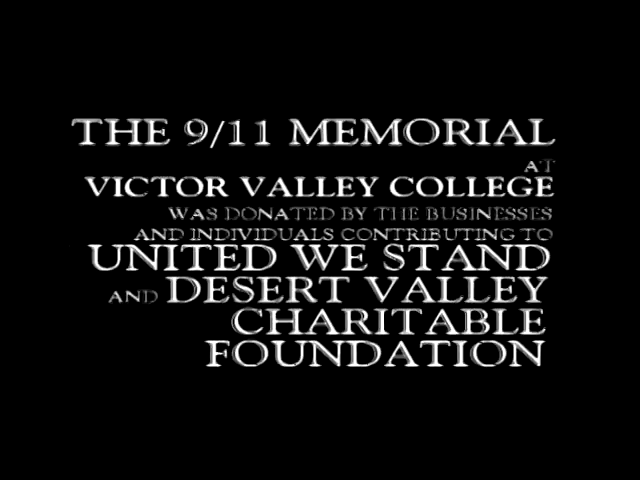 THE 9/11 MEMORIAL
AT
VICTOR VALLEY COLLEGE
WAS DONATED BY THE BUSINESSES
AND INDIVIDUALS CONTRIBUTING TO
UNITED WE STAND
AND DESERT VALLEY
CHARITABLE
FOUNDATION